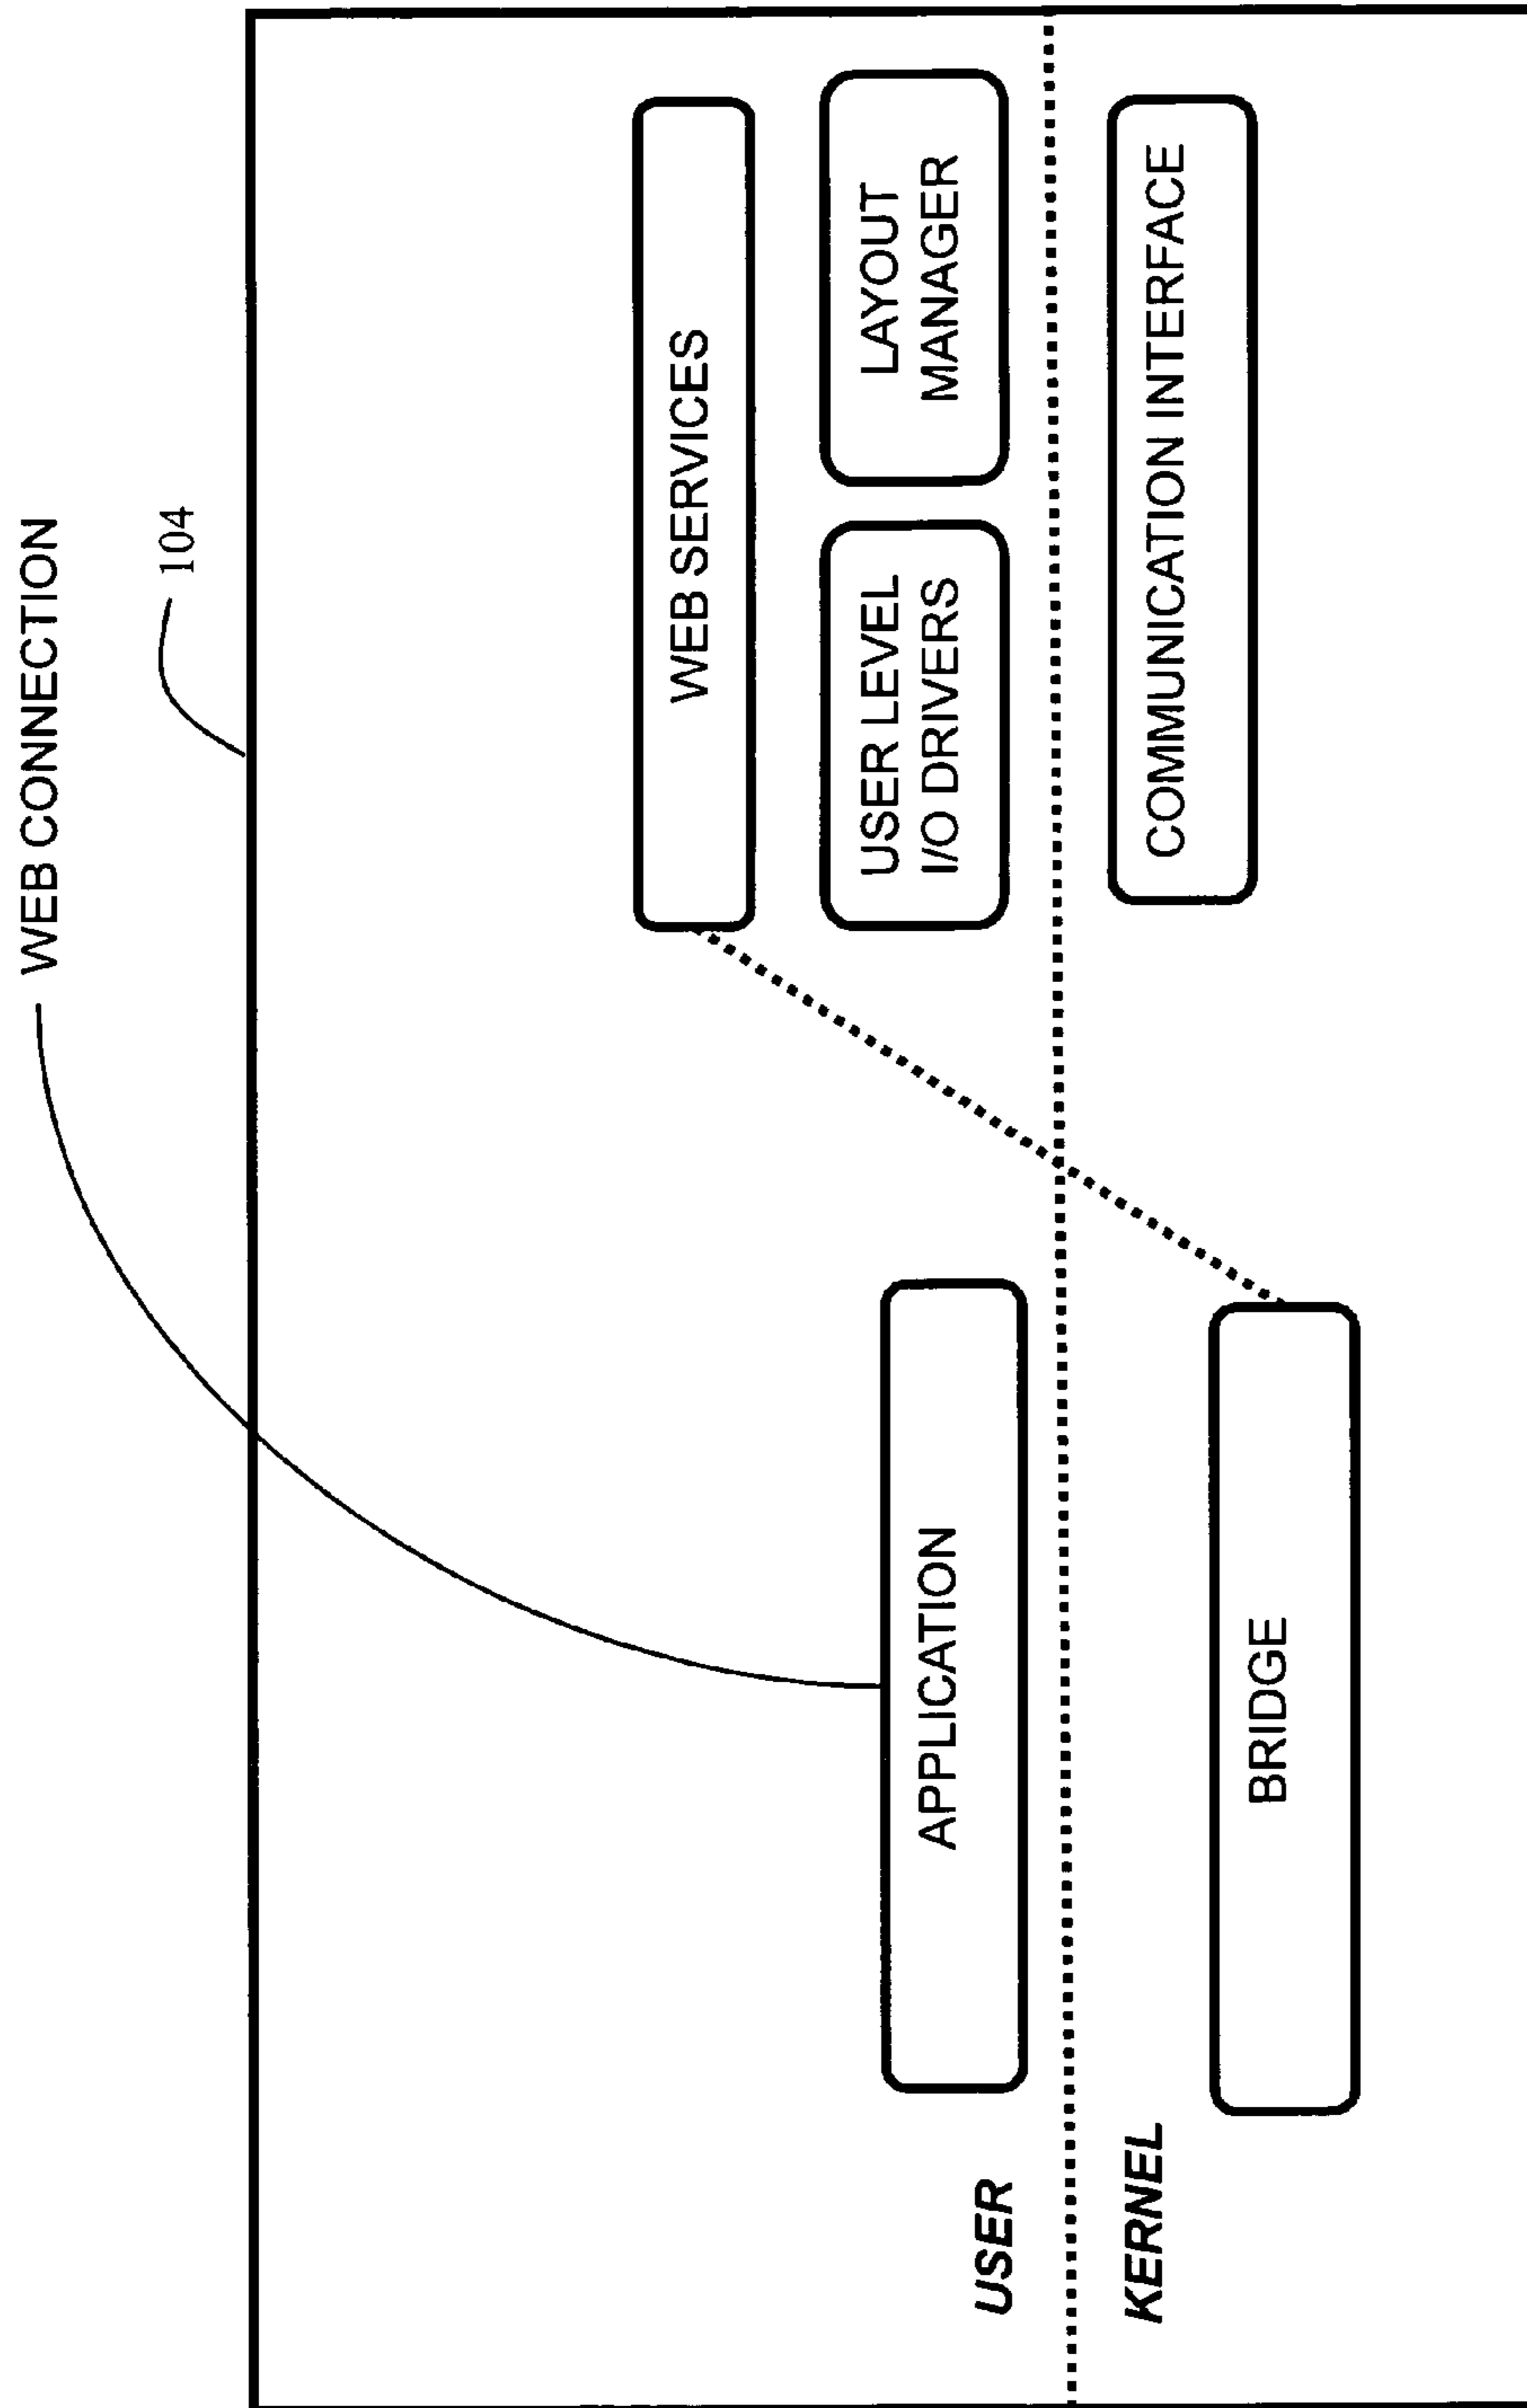 WEB CONNECTION
104
WEB SERVICES
USER LEVEL
I/O DRIVERS
LAYOUT
MANAGER
APPLICATION
USER
KERNEL
COMMUNICATION INTERFACE
BRIDGE